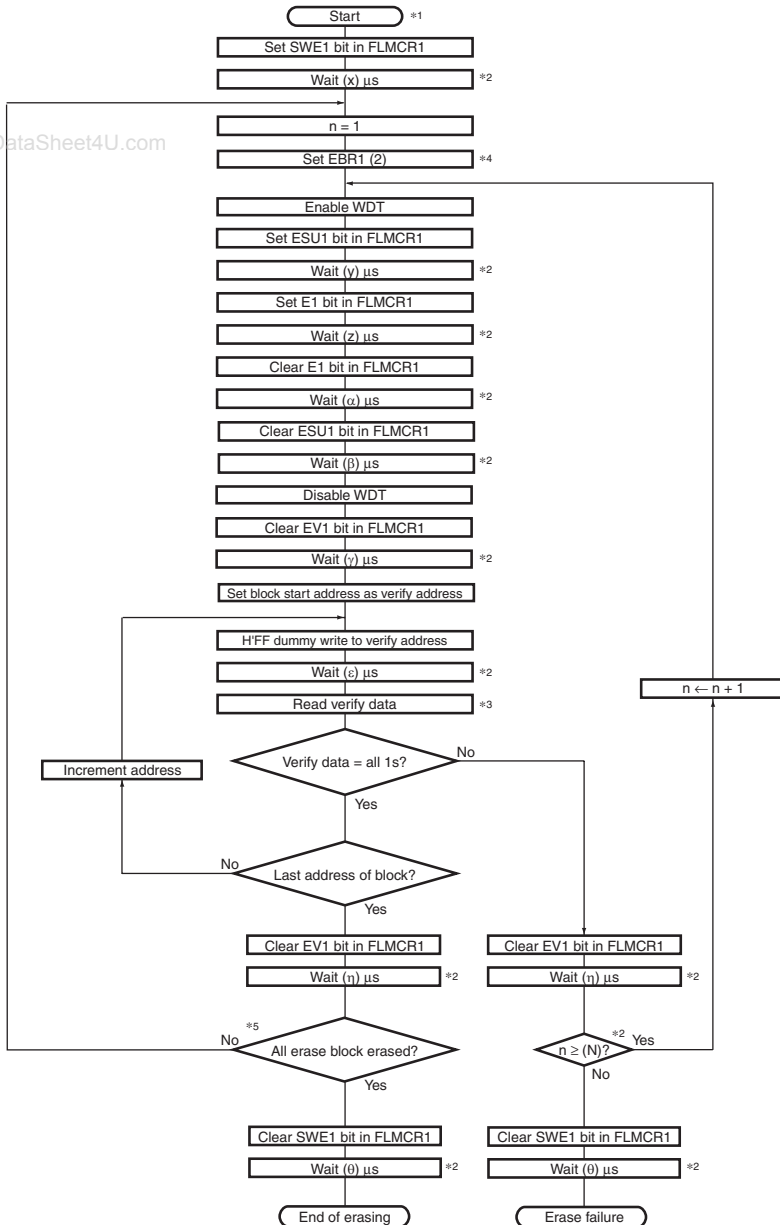 Start *1
Set SWE1 bit in FLMCR1
Wait (x) μs *2
DataSheet4U.com
n = 1
Set EBR1 (2) *4
Enable WDT
Set ESU1 bit in FLMCR1
Wait (y) μs *2
Set E1 bit in FLMCR1
Wait (z) μs *2
Clear E1 bit in FLMCR1
Wait (α) μs *2
Clear ESU1 bit in FLMCR1
Wait (β) μs *2
Disable WDT
Clear EV1 bit in FLMCR1
Wait (γ) μs *2
Set block start address as verify address
H'FF dummy write to verify address
Wait (ε) μs *2
Read verify data *3
n ← n + 1
Verify data = all 1s?
No
Yes
Increment address
Last address of block?
No
Yes
Clear EV1 bit in FLMCR1
Wait (η) μs *2
Clear EV1 bit in FLMCR1
Wait (η) μs *2
All erase block erased?
No *5
Yes
n ≥ (N)? *2
Yes
No
Clear SWE1 bit in FLMCR1
Wait (θ) μs *2
Clear SWE1 bit in FLMCR1
Wait (θ) μs *2
End of erasing
Erase failure